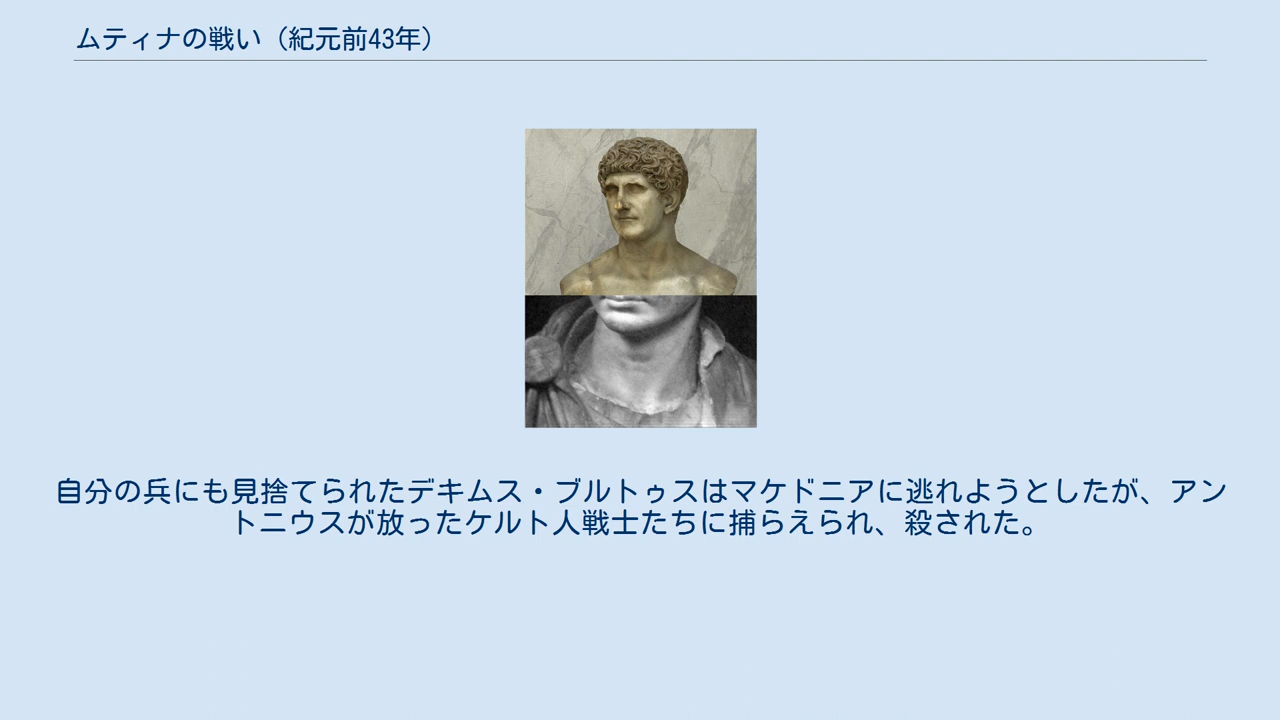 ムティナの戦い（紀元前43年）
自分の兵にも見捨てられたデキムス・ブルトゥスはマケドニアに逃れようとしたが、アン
トニウスが放ったケルト人戦士たちに捕らえられ、殺された。